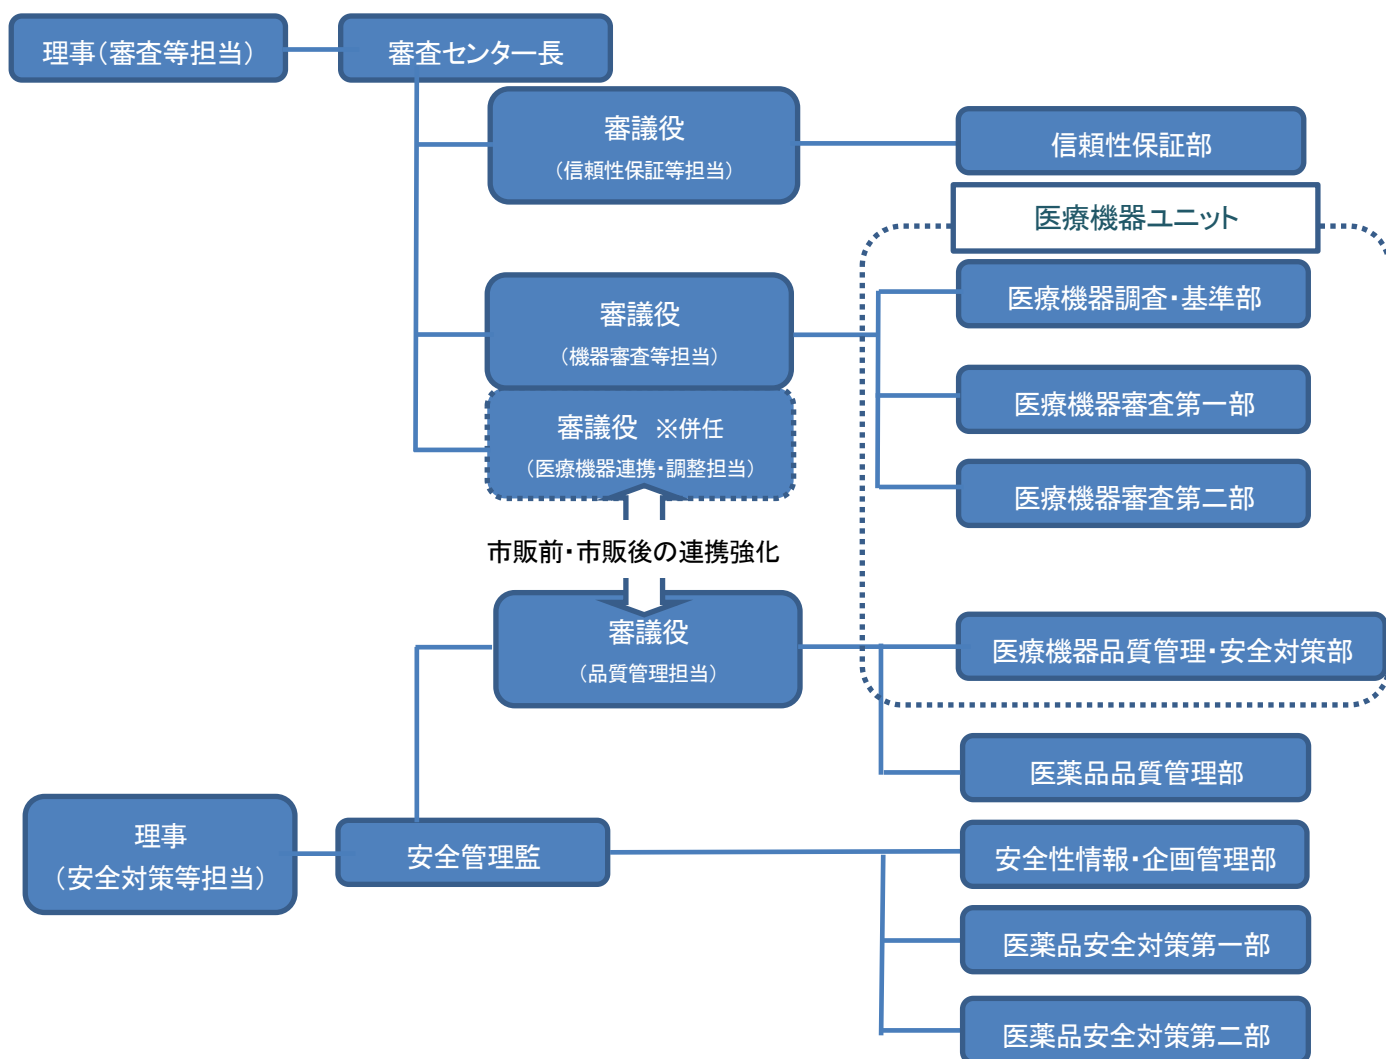 理事(審査等担当)
審査センター長
審議役
(信頼性保証等担当)
信頼性保証部
医療機器ユニット
審議役
(機器審査等担当)
医療機器調査・基準部
医療機器審査第一部
審議役 ※併任
(医療機器連携・調整担当)
医療機器審査第二部
市販前・市販後の連携強化
審議役
(品質管理担当)
医療機器品質管理・安全対策部
医薬品品質管理部
理事
(安全対策等担当)
安全管理監
安全性情報・企画管理部
医薬品安全対策第一部
医薬品安全対策第二部